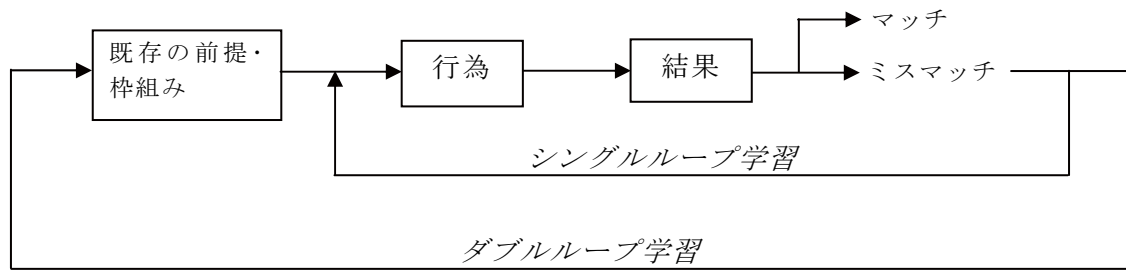 マッチ
既存の前提・
枠組み
行為
結果
ミスマッチ
シングルループ学習
ダブルループ学習